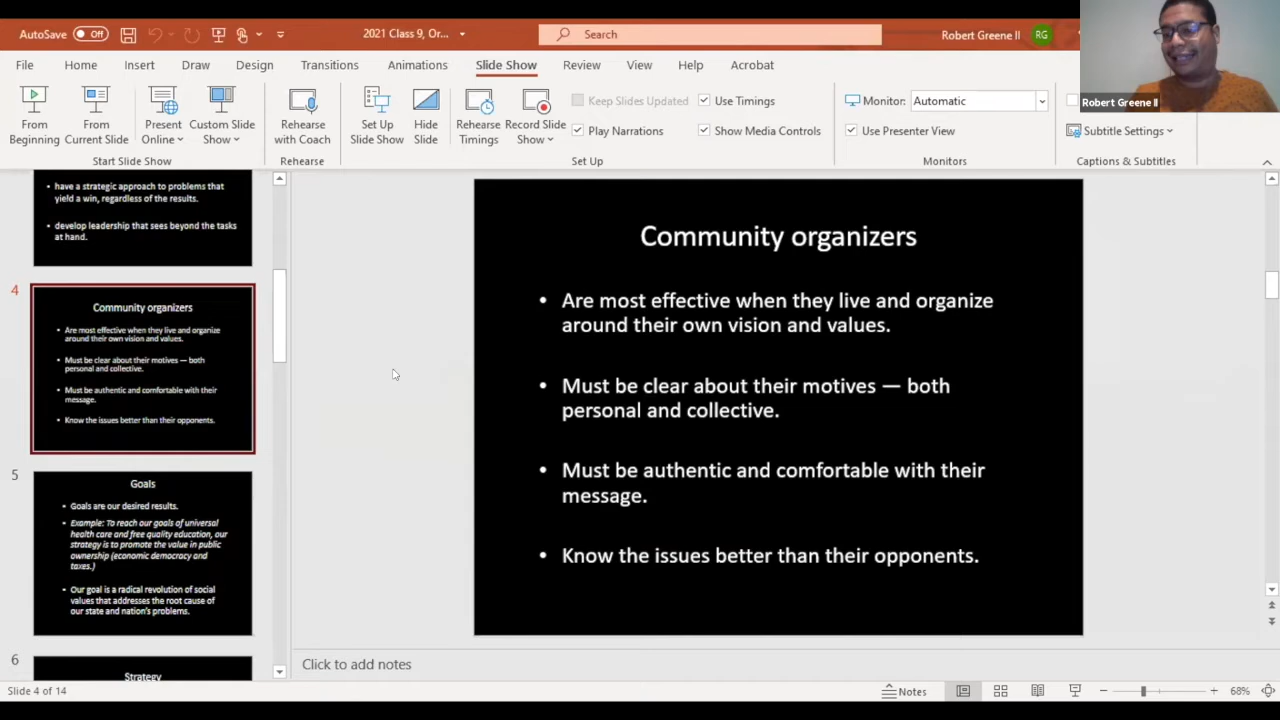 AutoSave Off
2021 Class 9, Or...
Search
Robert Greene II RG
Robert Greene II
File Home Insert Draw Design Transitions Animations Slide Show Review View Help Acrobat
From Beginning
From Current Slide
Present Online
Custom Slide Show
Start Slide Show
Rehearse with Coach
Rehearse
Set Up Slide Show
Hide Slide
Rehearse Timings
Record Slide Show
Keep Slides Updated
Play Narrations
Use Timings
Show Media Controls
Set Up
Monitor: Automatic
Use Presenter View
Monitors
Subtitle Settings
Captions & Subtitles
• have a strategic approach to problems that
yield a win, regardless of the results.
• develop leadership that sees beyond the tasks
at hand.
4
Community organizers
• Are most effective when they live and organize
around their own vision and values.
• Must be clear about their motives — both
personal and collective.
• Must be authentic and comfortable with their
message.
• Know the issues better than their opponents.
5
Goals
• Goals are our desired results.
• Example: To reach our goals of universal
health care and free quality education, our
strategy is to promote the value in public
ownership (economic democracy and
taxes.)
• Our goal is a radical revolution of social
values that addresses the root cause of
our state and nation's problems.
6
Strategy
Community organizers
• Are most effective when they live and organize
around their own vision and values.
• Must be clear about their motives — both
personal and collective.
• Must be authentic and comfortable with their
message.
• Know the issues better than their opponents.
Click to add notes
Slide 4 of 14
Notes
68%